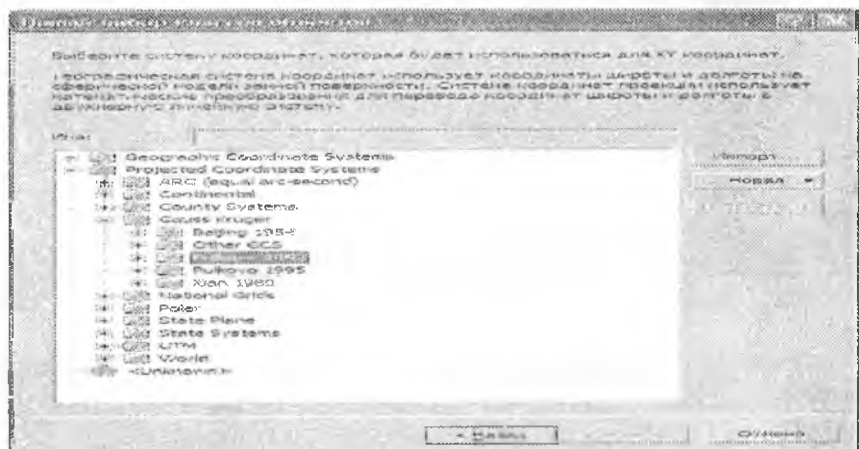 Выберите систему координат, которая будет использоваться для XY координат.
Географическая система координат использует координаты широты и долготы на
сферической модели земной поверхности. Система координат проекции использует
математические преобразования для перевода координат широты и долготы в
двухмерную линейную систему.
Имя:
Geographic Coordinate Systems
Projected Coordinate Systems
ARC (equal arc-second)
Continental
County Systems
Gauss Kruger
Beijing 1954
Other GCS
Pulkovo 1995
Xian 1980
National Grids
Polar
State Plane
State Systems
UTM
World
<Unknown>
Импорт...
Новая
< Назад
Отмена